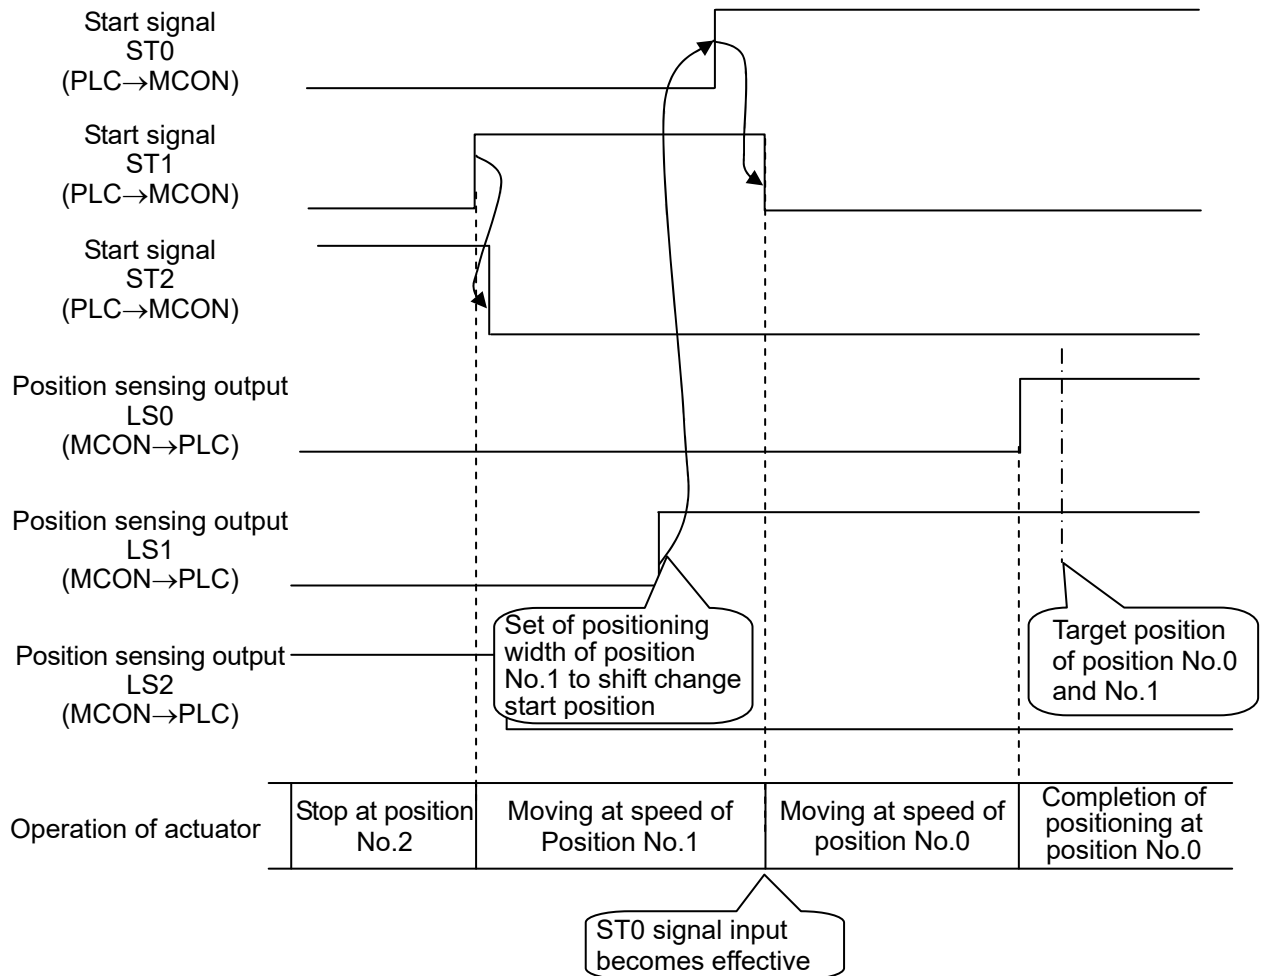 Start signal
ST0
(PLC→MCON)
Start signal
ST1
(PLC→MCON)
Start signal
ST2
(PLC→MCON)
Position sensing output
LS0
(MCON→PLC)
Position sensing output
LS1
(MCON→PLC)
Set of positioning
width of position
No.1 to shift change
start position
Target position
of position No.0
and No.1
Position sensing output
LS2
(MCON→PLC)
Operation of actuator
Stop at position
No.2
Moving at speed of
Position No.1
Moving at speed of
position No.0
Completion of
positioning at
position No.0
ST0 signal input
becomes effective